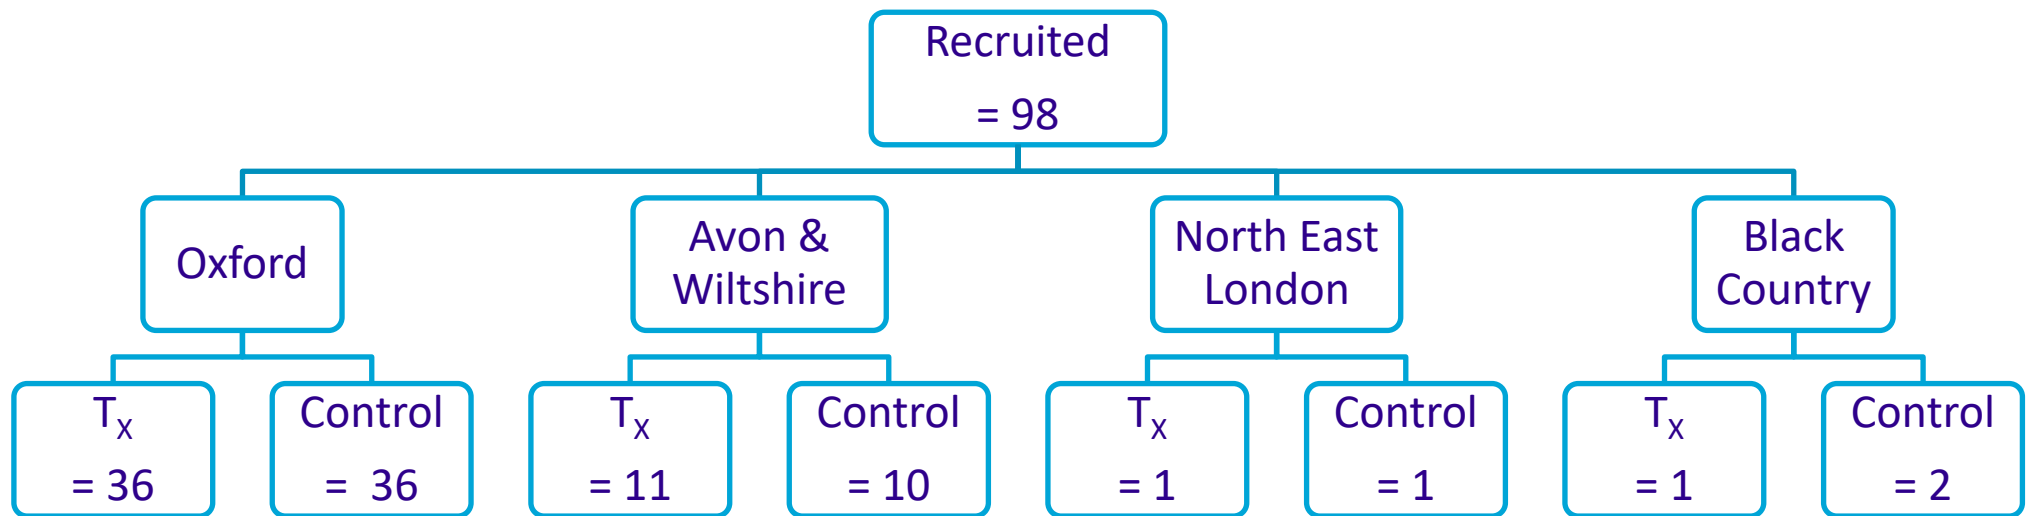 Recruited
= 98
Oxford
Avon &
Wiltshire
North East
London
Black
Country
Tx
= 36
Control
= 36
Tx
= 11
Control
= 10
Tx
= 1
Control
= 1
Tx
= 1
Control
= 2